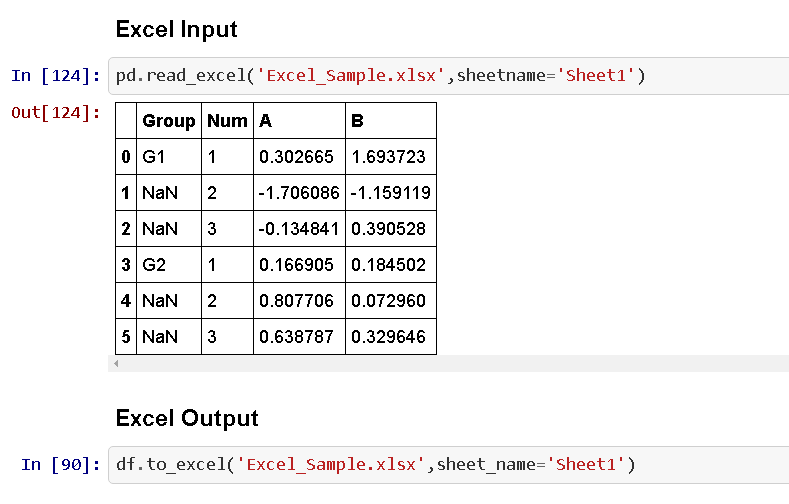 Excel Input
In [124]: pd.read_excel('Excel_Sample.xlsx',sheetname='Sheet1')
Out[124]:
Group Num A B
0 G1 1 0.302665 1.693723
1 NaN 2 -1.706086 -1.159119
2 NaN 3 -0.134841 0.390528
3 G2 1 0.166905 0.184502
4 NaN 2 0.807706 0.072960
5 NaN 3 0.638787 0.329646
Excel Output
In [90]: df.to_excel('Excel_Sample.xlsx',sheet_name='Sheet1')